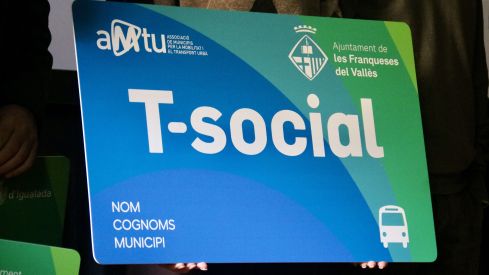 aMtu
ASSOCIACIÓ
DE MUNICIPIS
PER LA MOBILITAT I
EL TRANSPORT URBÀ
Ajuntament de
les Franqueses
del Vallès
T-social
NOM
COGNOMS
MUNICIPI
d'Igualada